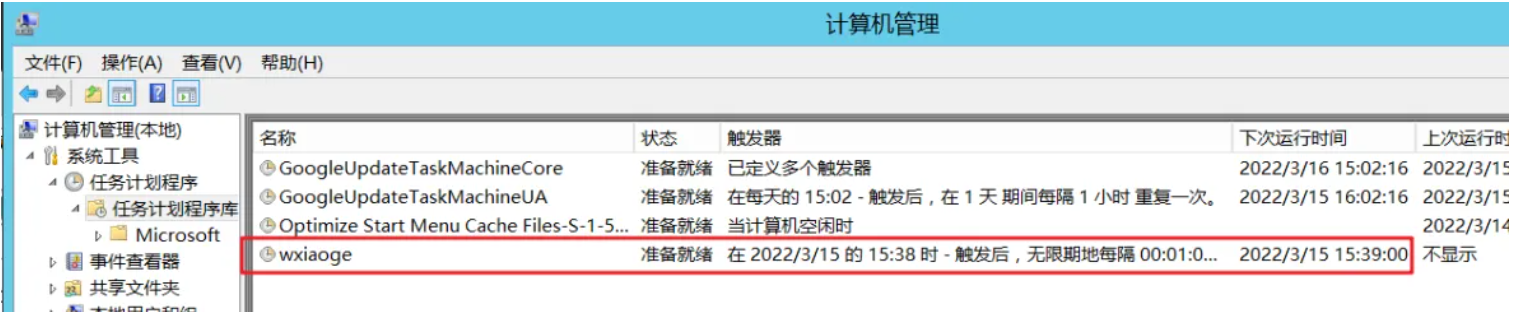 计算机管理
文件(F) 操作(A) 查看(V) 帮助(H)
计算机管理(本地)
系统工具
任务计划程序
任务计划程序库
Microsoft
事件查看器
共享文件夹
本地用户和组
名称 状态 触发器 下次运行时间 上次运行时
GoogleUpdateTaskMachineCore 准备就绪 已定义多个触发器 2022/3/16 15:02:16 2022/3/15
GoogleUpdateTaskMachineUA 准备就绪 在每天的 15:02 - 触发后，在 1 天 期间每隔 1 小时 重复一次。 2022/3/15 16:02:16 2022/3/15
Optimize Start Menu Cache Files-S-1-5... 准备就绪 当计算机空闲时 2022/3/14
wxiaoge 准备就绪 在 2022/3/15 的 15:38 时 - 触发后，无限期地每隔 00:01:0... 2022/3/15 15:39:00 不显示